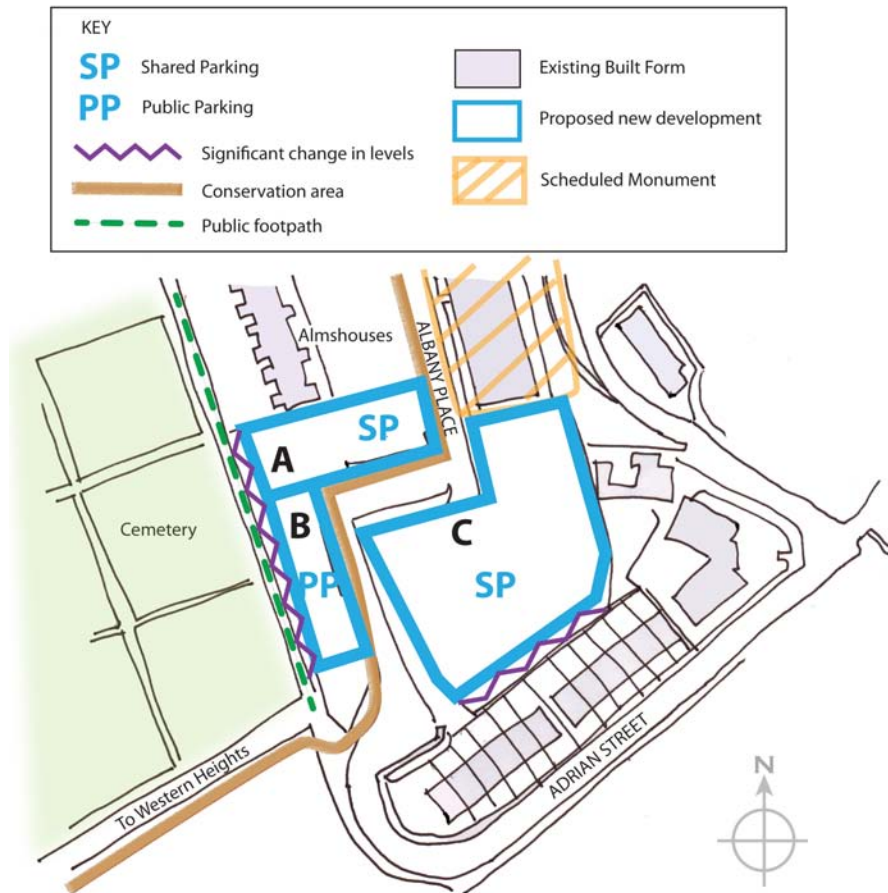 KEY
SP Shared Parking
PP Public Parking
Significant change in levels
Conservation area
Public footpath
Existing Built Form
Proposed new development
Scheduled Monument
Almshouses
ALBANY PLACE
SP
A
B
C
Cemetery
PP
SP
To Western Heights
ADRIAN STREET
N